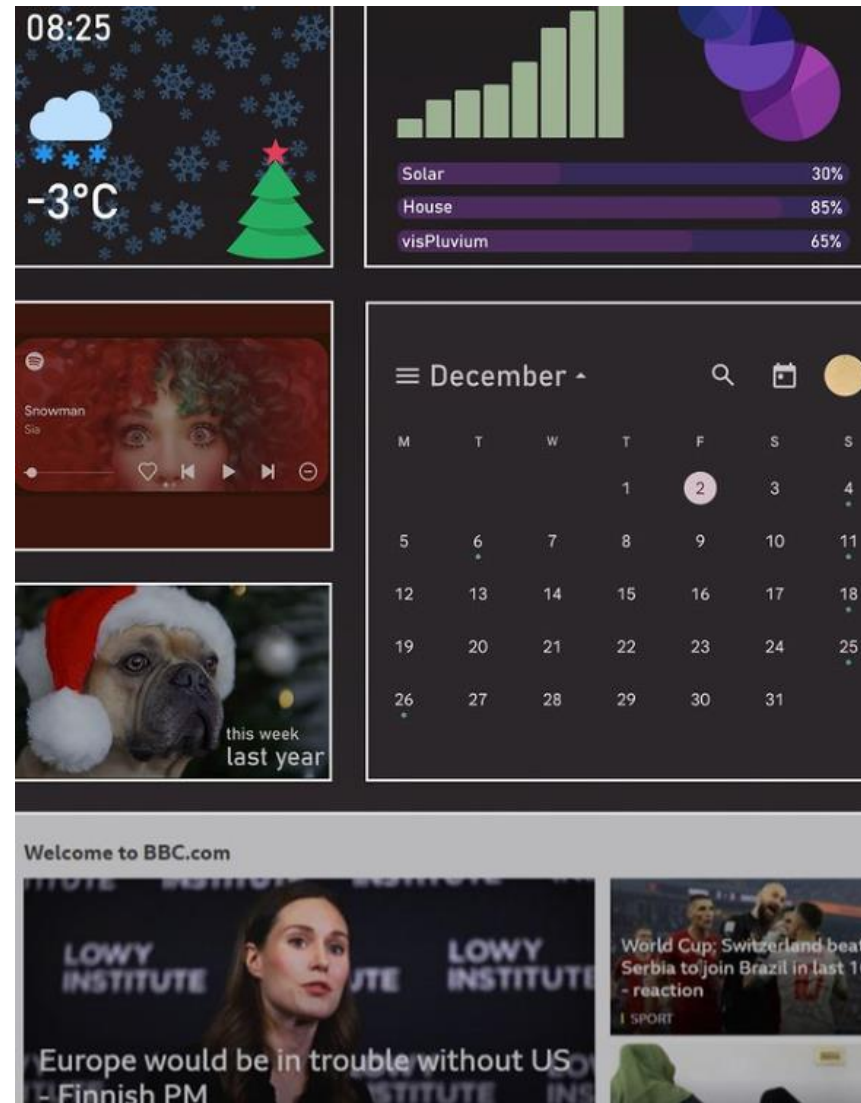 08:25
-3°C
Solar 30%
House 85%
visPluvium 65%
Snowman
Sia
December
M T W T F S S
1 2 3 4
5 6 7 8 9 10 11
12 13 14 15 16 17 18
19 20 21 22 23 24 25
26 27 28 29 30 31
this week
last year
Welcome to BBC.com
INSTITUTE
LOWY
INSTITUTE
LOWY
INSTITUTE
Europe would be in trouble without US
- Finnish PM
World Cup: Switzerland beat
Serbia to join Brazil in last 1
- reaction
SPORT